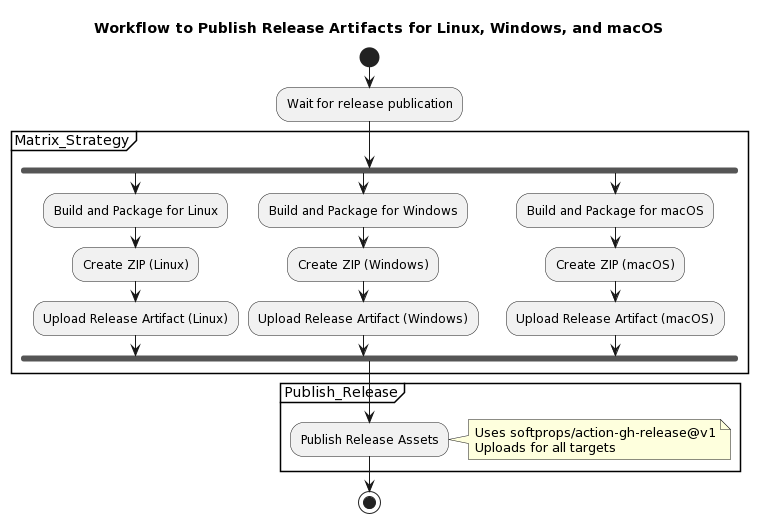 Workflow to Publish Release Artifacts for Linux, Windows, and macOS
Wait for release publication
Matrix_Strategy
Build and Package for Linux
Build and Package for Windows
Build and Package for macOS
Create ZIP (Linux)
Create ZIP (Windows)
Create ZIP (macOS)
Upload Release Artifact (Linux)
Upload Release Artifact (Windows)
Upload Release Artifact (macOS)
Publish_Release
Publish Release Assets
Uses softprops/action-gh-release@v1
Uploads for all targets